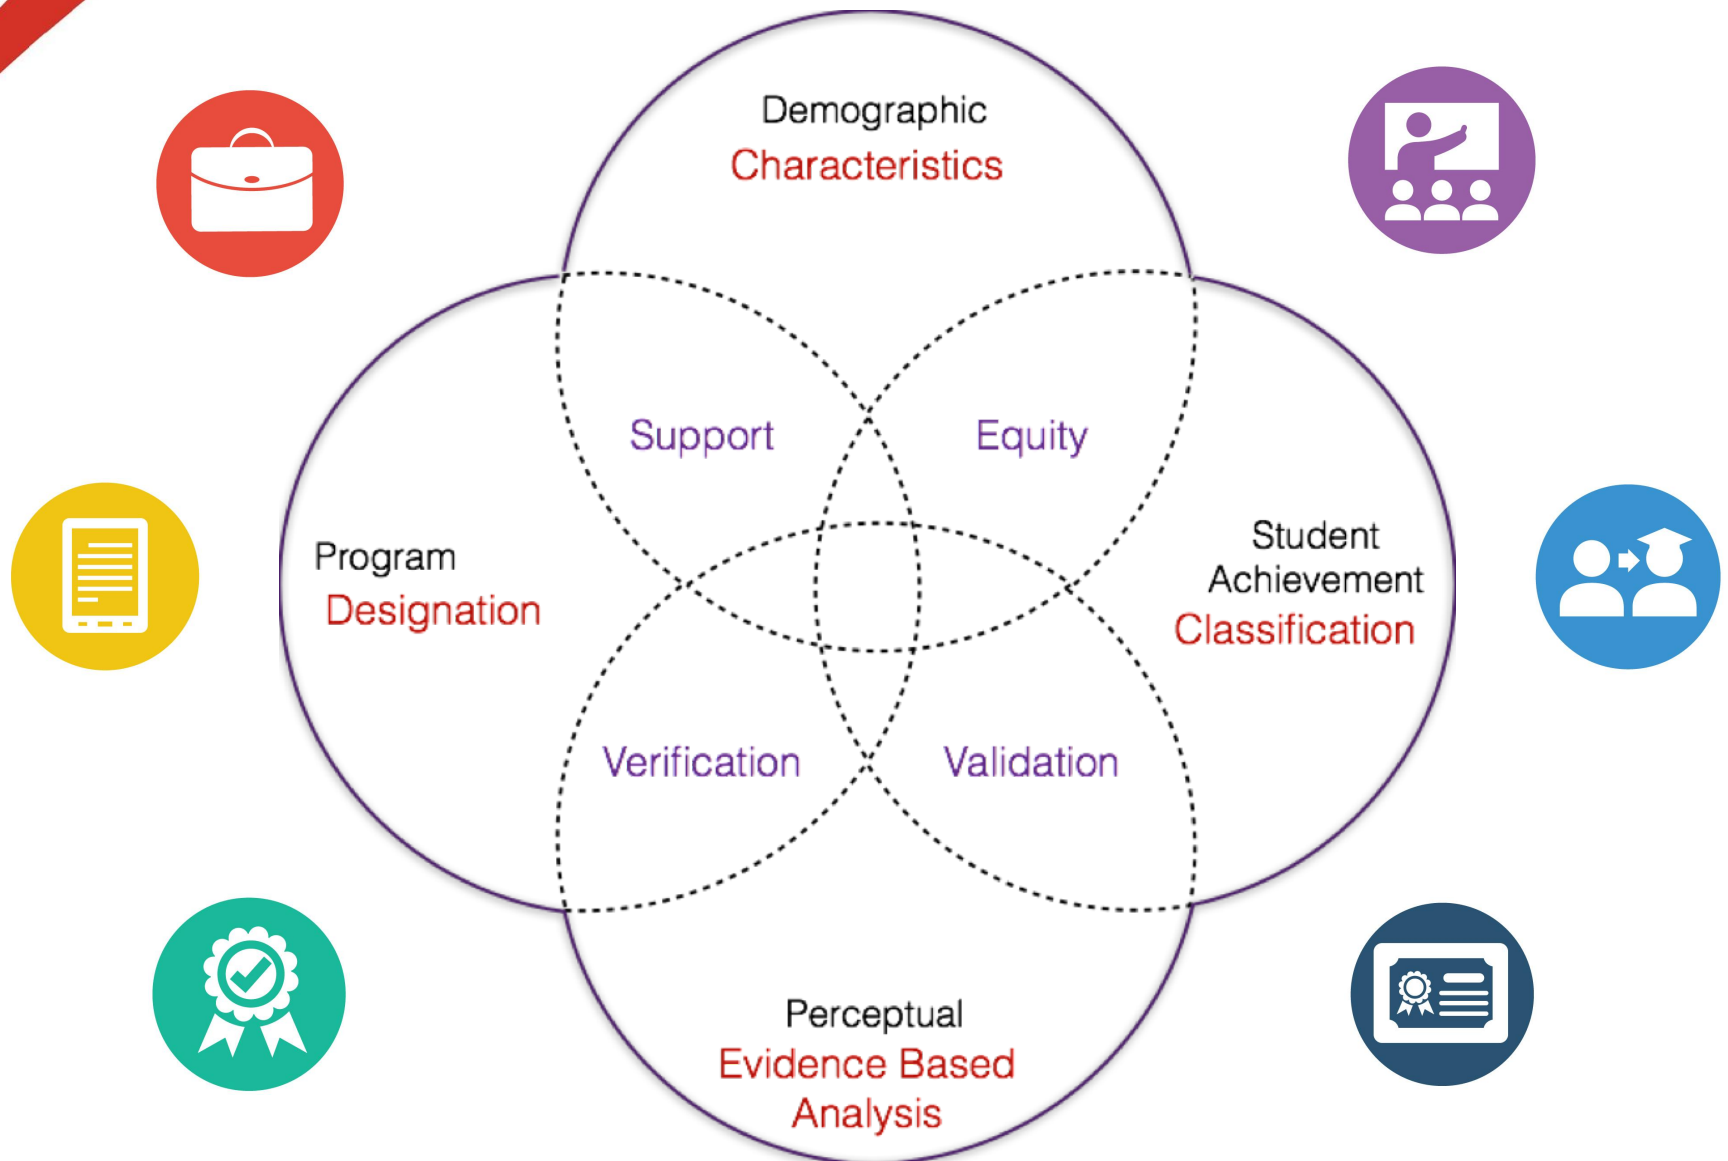 Demographic
Characteristics
Support
Equity
Program
Designation
Student
Achievement
Classification
Verification
Validation
Perceptual
Evidence Based
Analysis